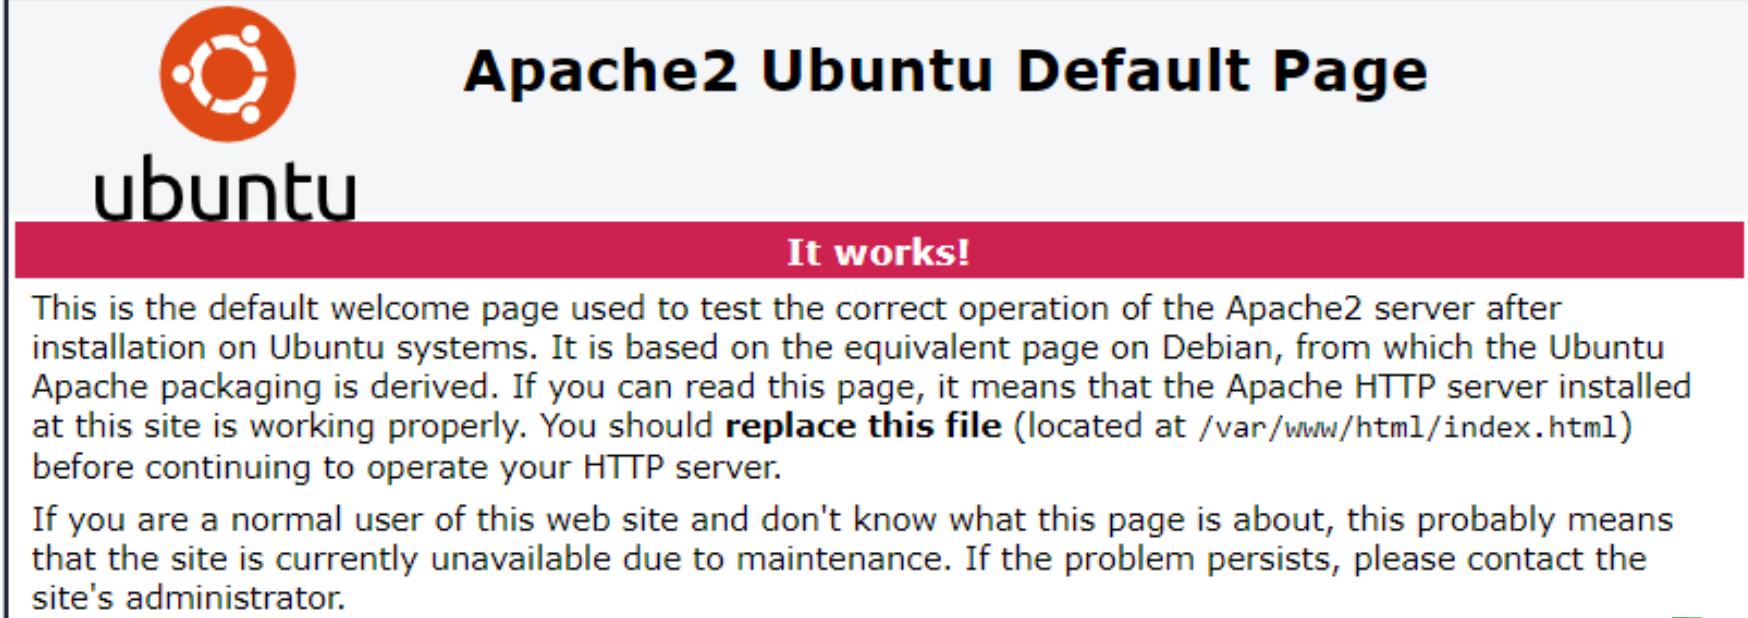 Apache2 Ubuntu Default Page
ubuntu
It works!
This is the default welcome page used to test the correct operation of the Apache2 server after
installation on Ubuntu systems. It is based on the equivalent page on Debian, from which the Ubuntu
Apache packaging is derived. If you can read this page, it means that the Apache HTTP server installed
at this site is working properly. You should replace this file (located at /var/www/html/index.html)
before continuing to operate your HTTP server.
If you are a normal user of this web site and don't know what this page is about, this probably means
that the site is currently unavailable due to maintenance. If the problem persists, please contact the
site's administrator.